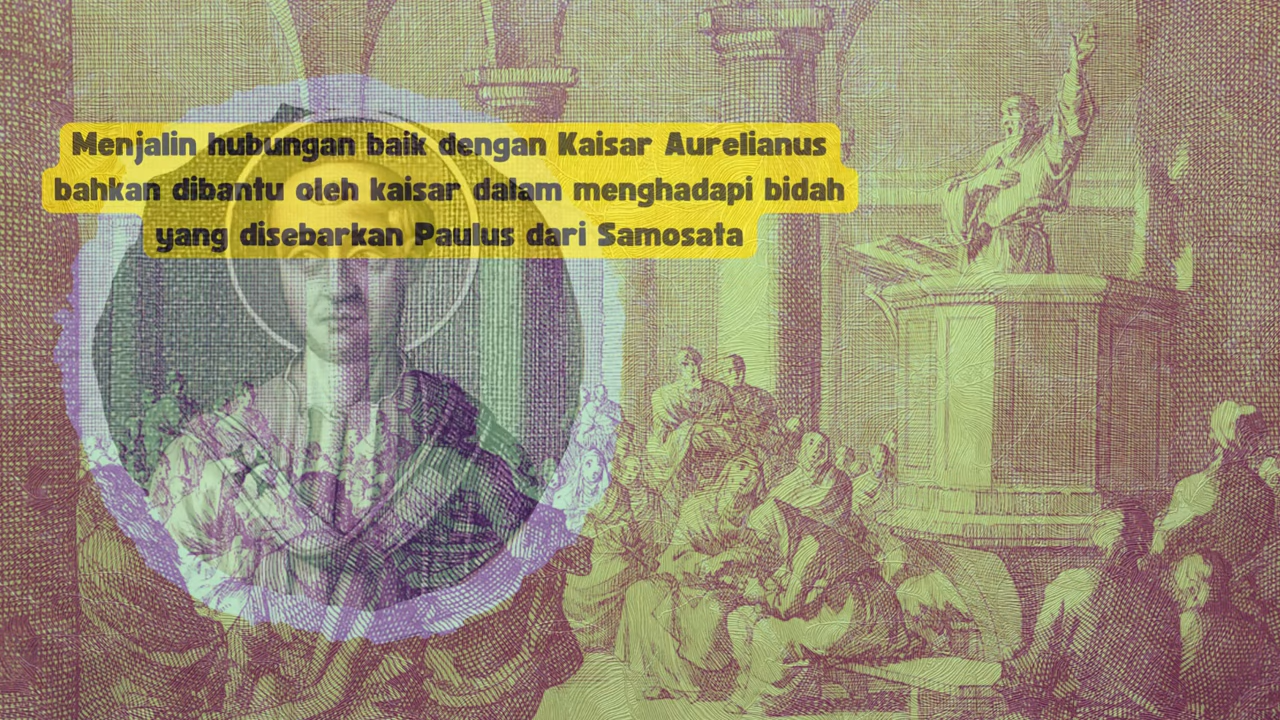 Menjalin hubungan baik dengan Kaisar Aurelianus
bahkan dibantu oleh kaisar dalam menghadapi bidah
yang disebarkan Paulus dari Samosata